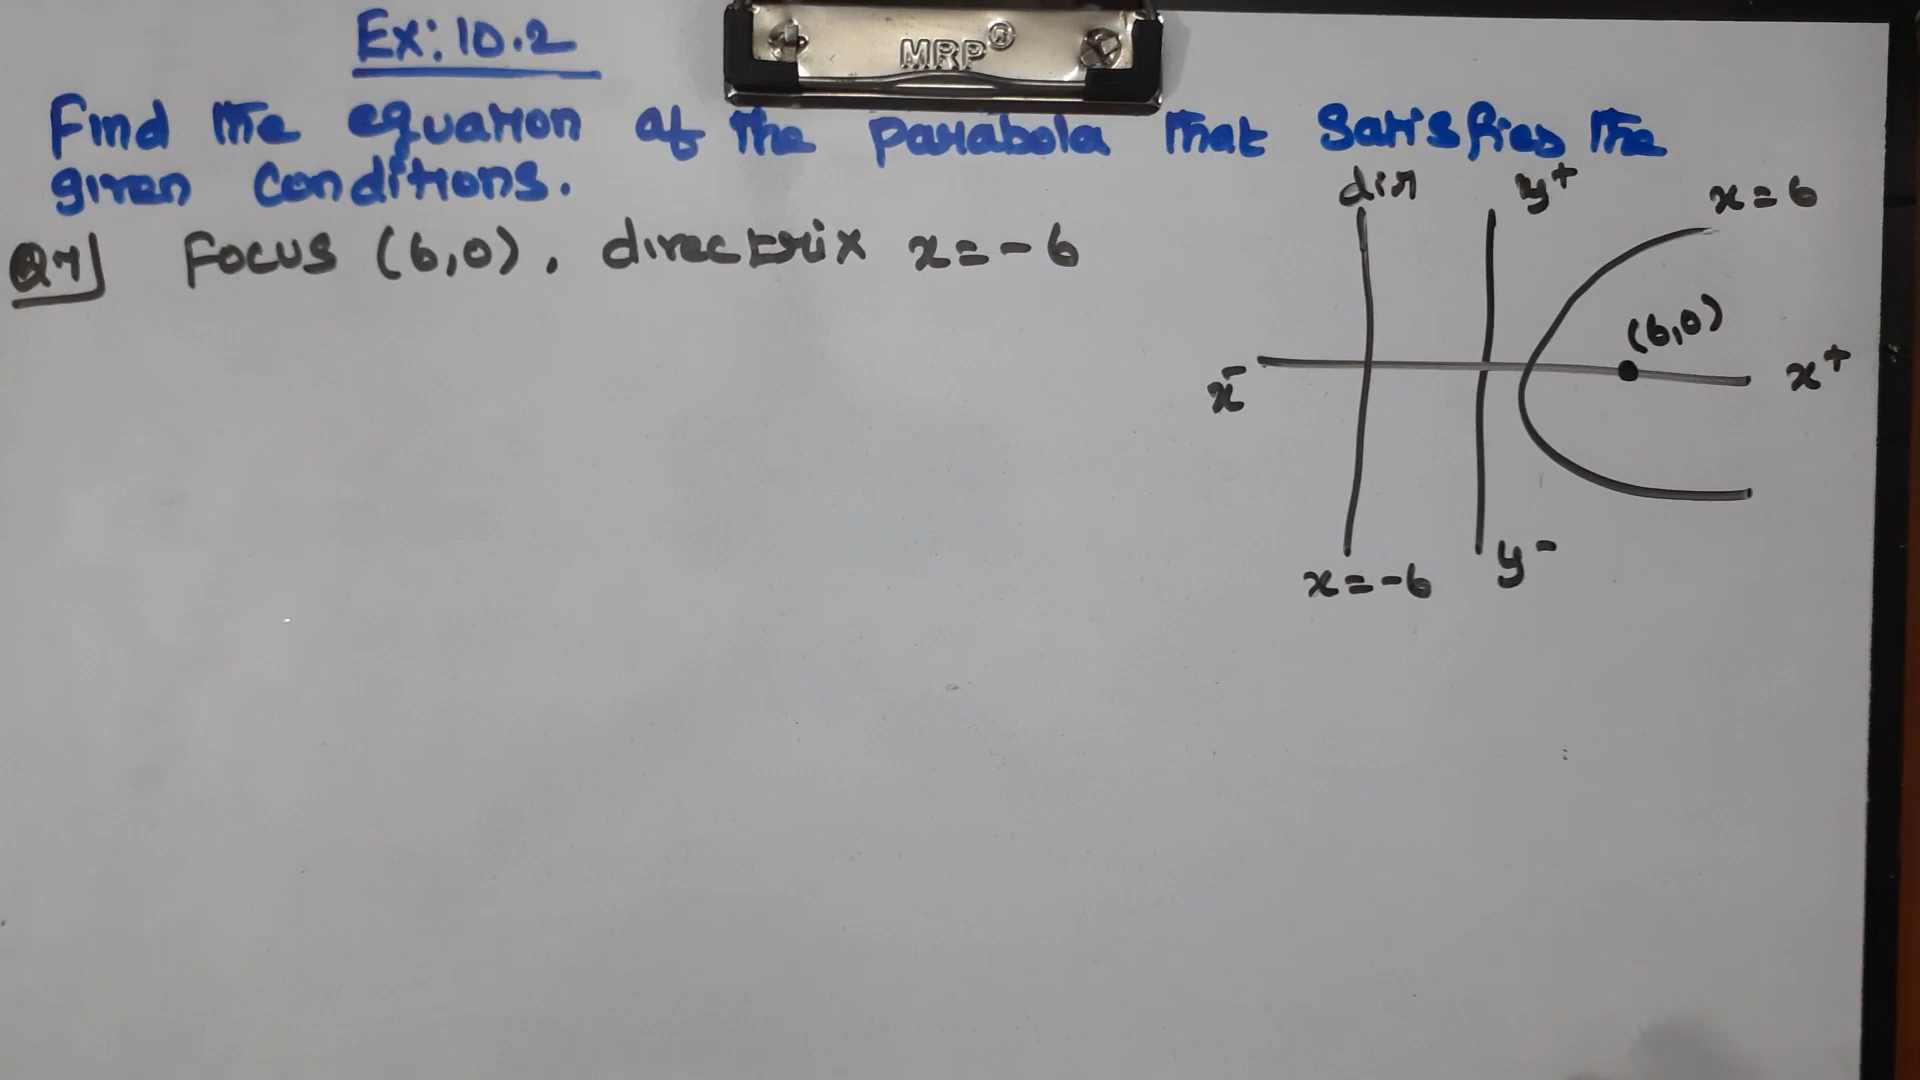 Ex: 10.2
MRP®
Find the equation of the parabola that satisfies the
given conditions.
Q7] Focus (6,0), directrix x=-6
dir
y+
x=6
(6,0)
x-
x+
x=-6
y-